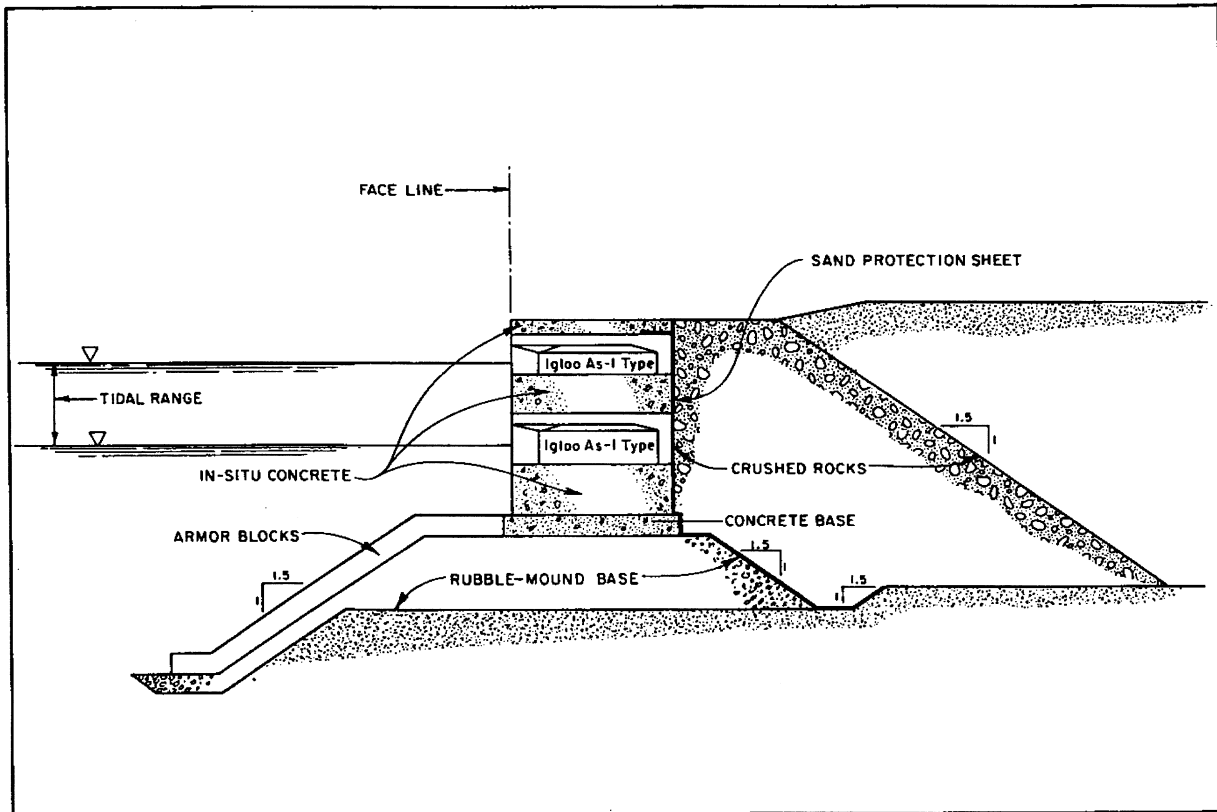 FACE LINE
SAND PROTECTION SHEET
Igloo As-I Type
TIDAL RANGE
1.5
1
Igloo As-I Type
IN-SITU CONCRETE
CRUSHED ROCKS
CONCRETE BASE
ARMOR BLOCKS
1.5
1
1.5
1
RUBBLE-MOUND BASE
1.5
1